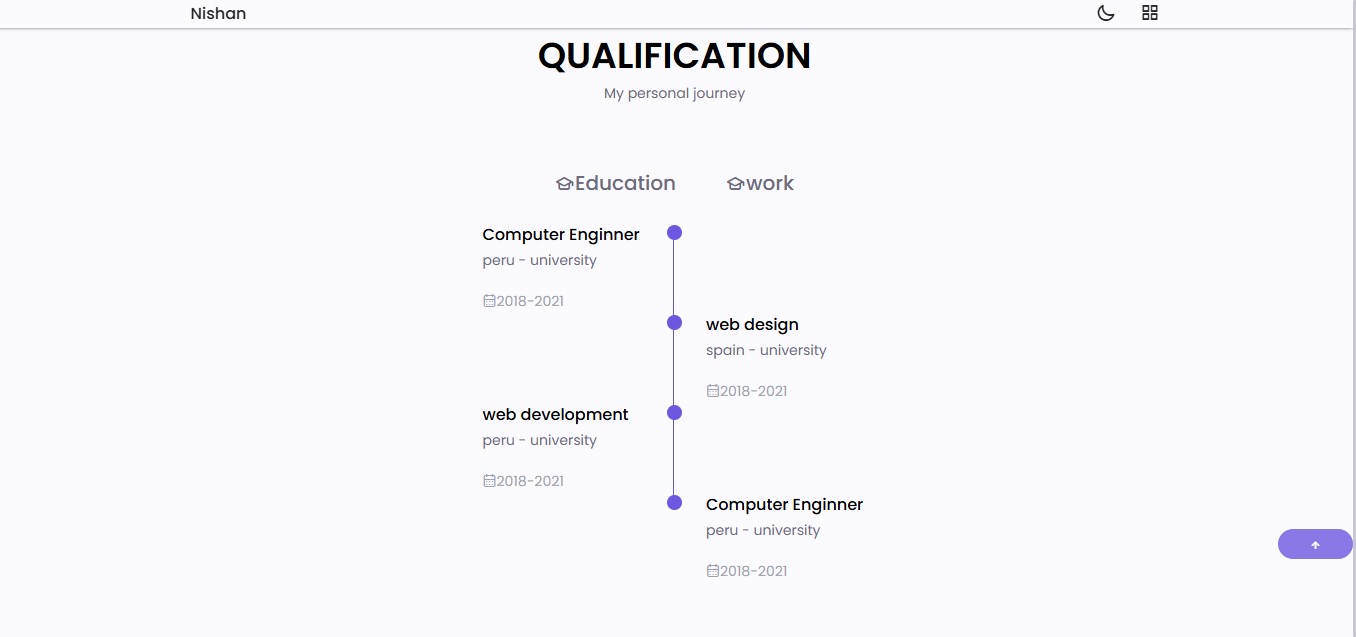 Nishan
QUALIFICATION
My personal journey
Education
work
Computer Enginner
peru - university
2018-2021
web design
spain - university
2018-2021
web development
peru - university
2018-2021
Computer Enginner
peru - university
2018-2021